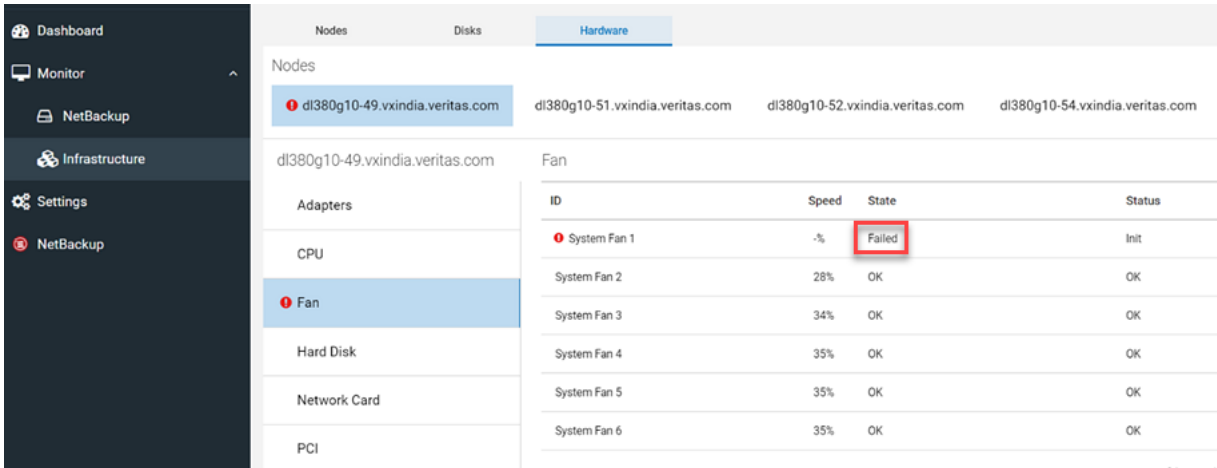 Dashboard
Monitor
NetBackup
Infrastructure
Settings
NetBackup
Nodes Disks Hardware
Nodes
dl380g10-49.vxindia.veritas.com dl380g10-51.vxindia.veritas.com dl380g10-52.vxindia.veritas.com dl380g10-54.vxindia.veritas.com
dl380g10-49.vxindia.veritas.com
Adapters
CPU
Fan
Hard Disk
Network Card
PCI
Fan
ID Speed State Status
System Fan 1 -% Failed Init
System Fan 2 28% OK OK
System Fan 3 34% OK OK
System Fan 4 35% OK OK
System Fan 5 35% OK OK
System Fan 6 35% OK OK